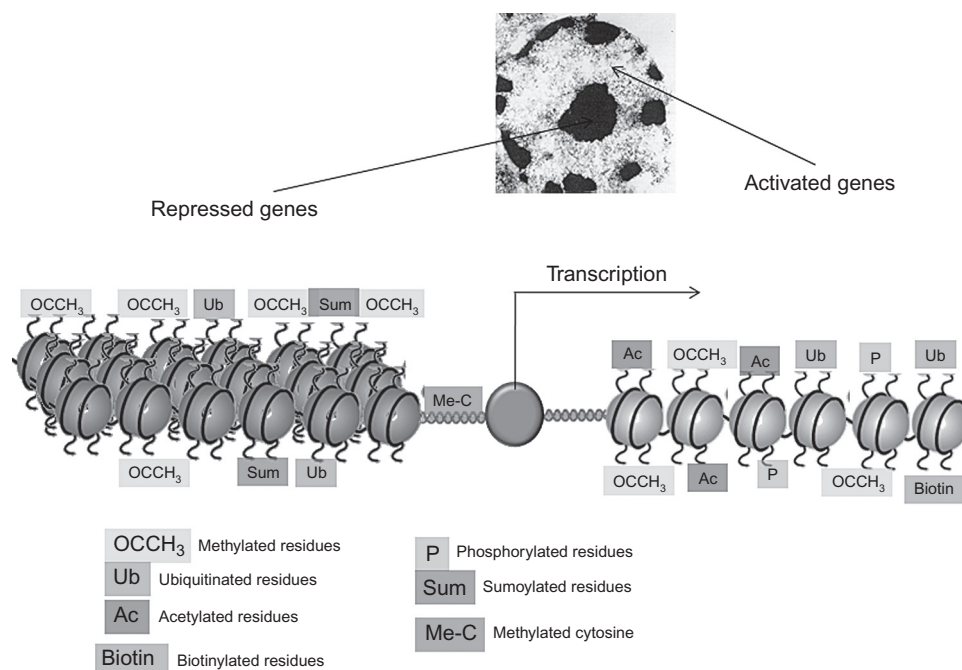 Activated genes
Repressed genes
Transcription
OCCH₃ OCCH₃ Ub OCCH₃ Sum OCCH₃
Ac OCCH₃ Ac Ub P Ub
Me-C
OCCH₃ Sum Ub
OCCH₃ Ac P OCCH₃ Biotin
OCCH₃ Methylated residues
Ub Ubiquitinated residues
Ac Acetylated residues
Biotin Biotinylated residues
P Phosphorylated residues
Sum Sumoylated residues
Me-C Methylated cytosine